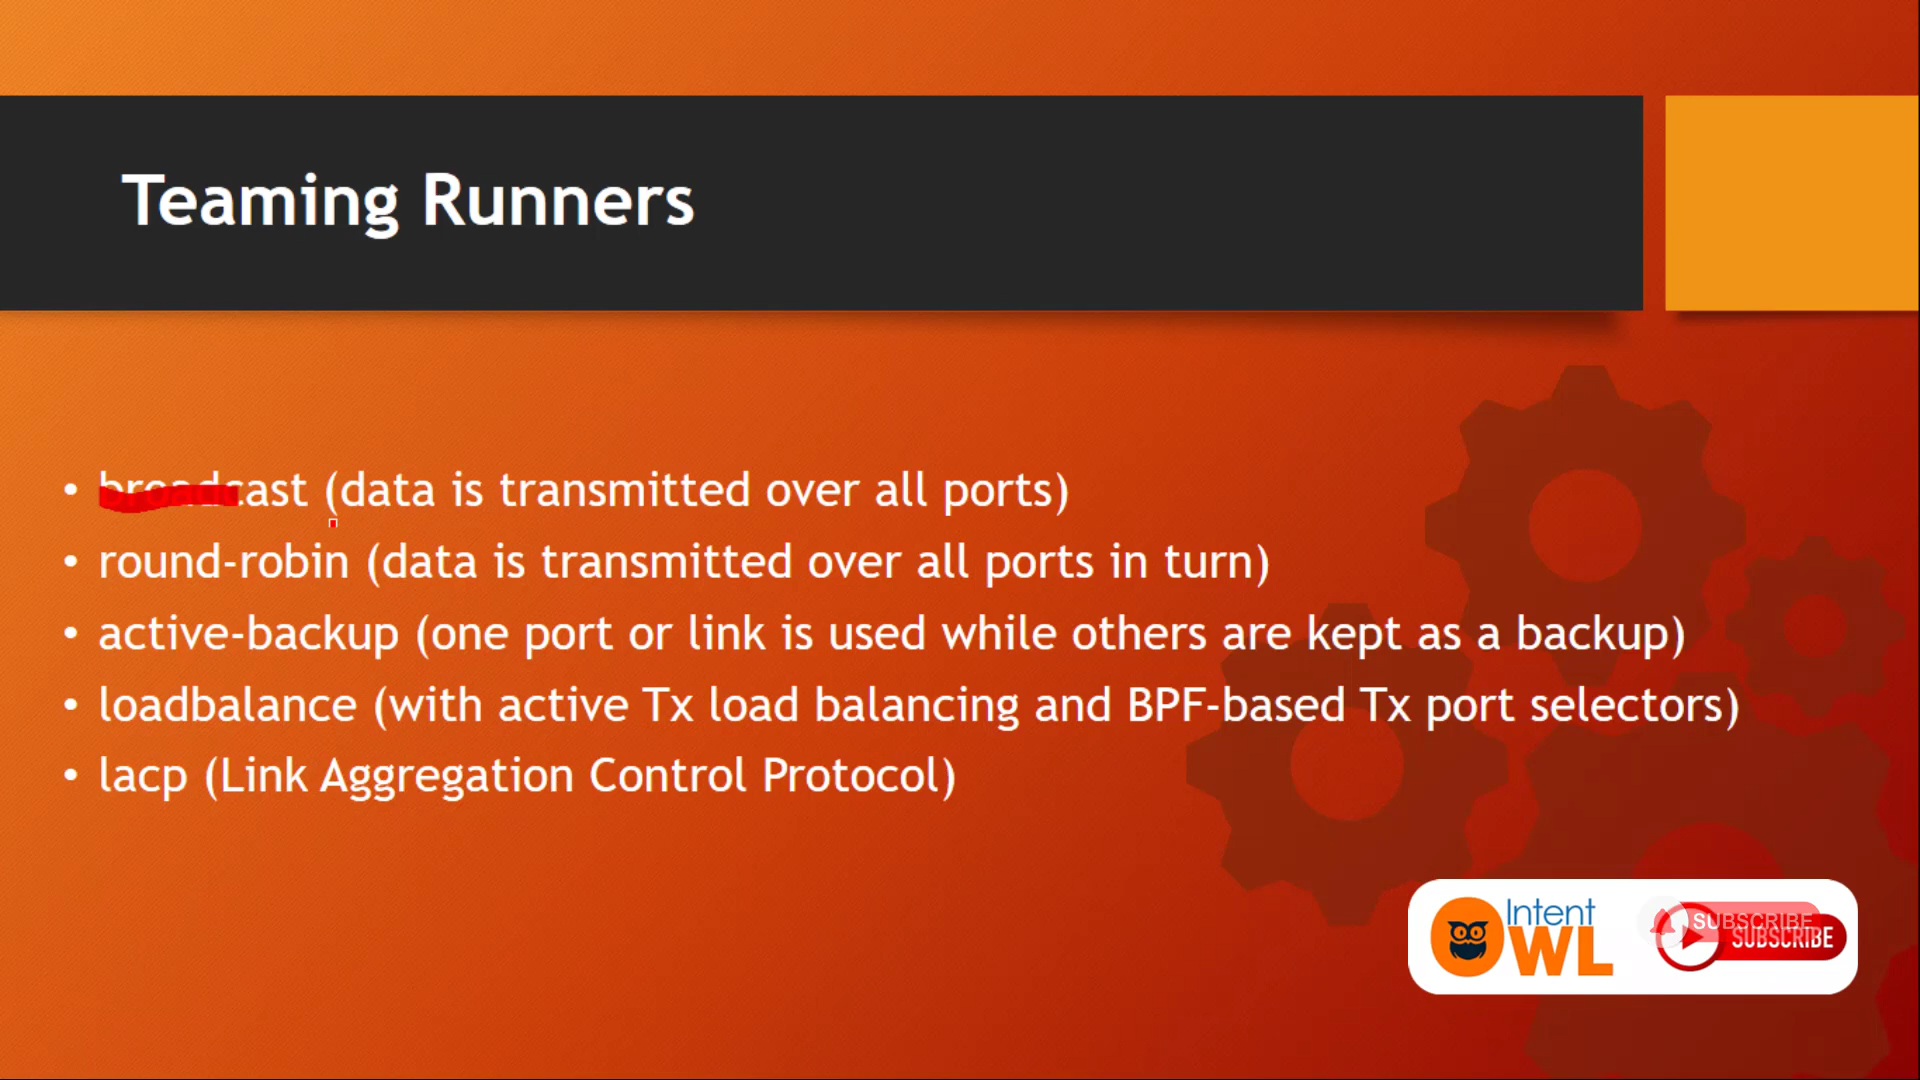 Teaming Runners
• broadcast (data is transmitted over all ports)
• round-robin (data is transmitted over all ports in turn)
• active-backup (one port or link is used while others are kept as a backup)
• loadbalance (with active Tx load balancing and BPF-based Tx port selectors)
• lacp (Link Aggregation Control Protocol)
Intent
OWL
SUBSCRIBE
SUBSCRIBE